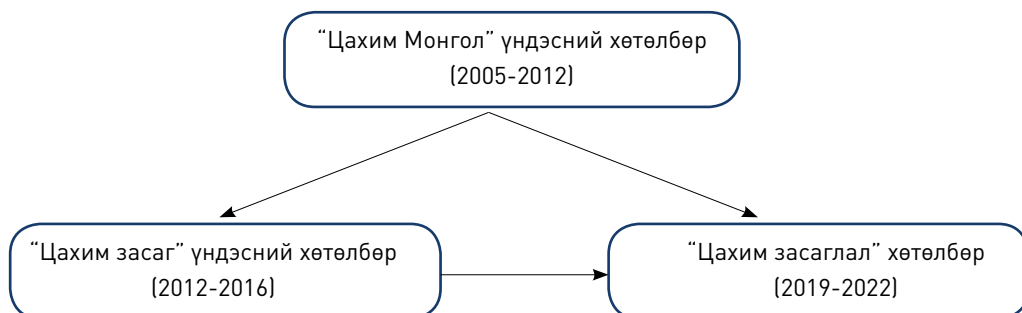 “Цахим Монгол” үндэсний хөтөлбөр
(2005-2012)
“Цахим засаг” үндэсний хөтөлбөр
(2012-2016)
“Цахим засаглал” хөтөлбөр
(2019-2022)